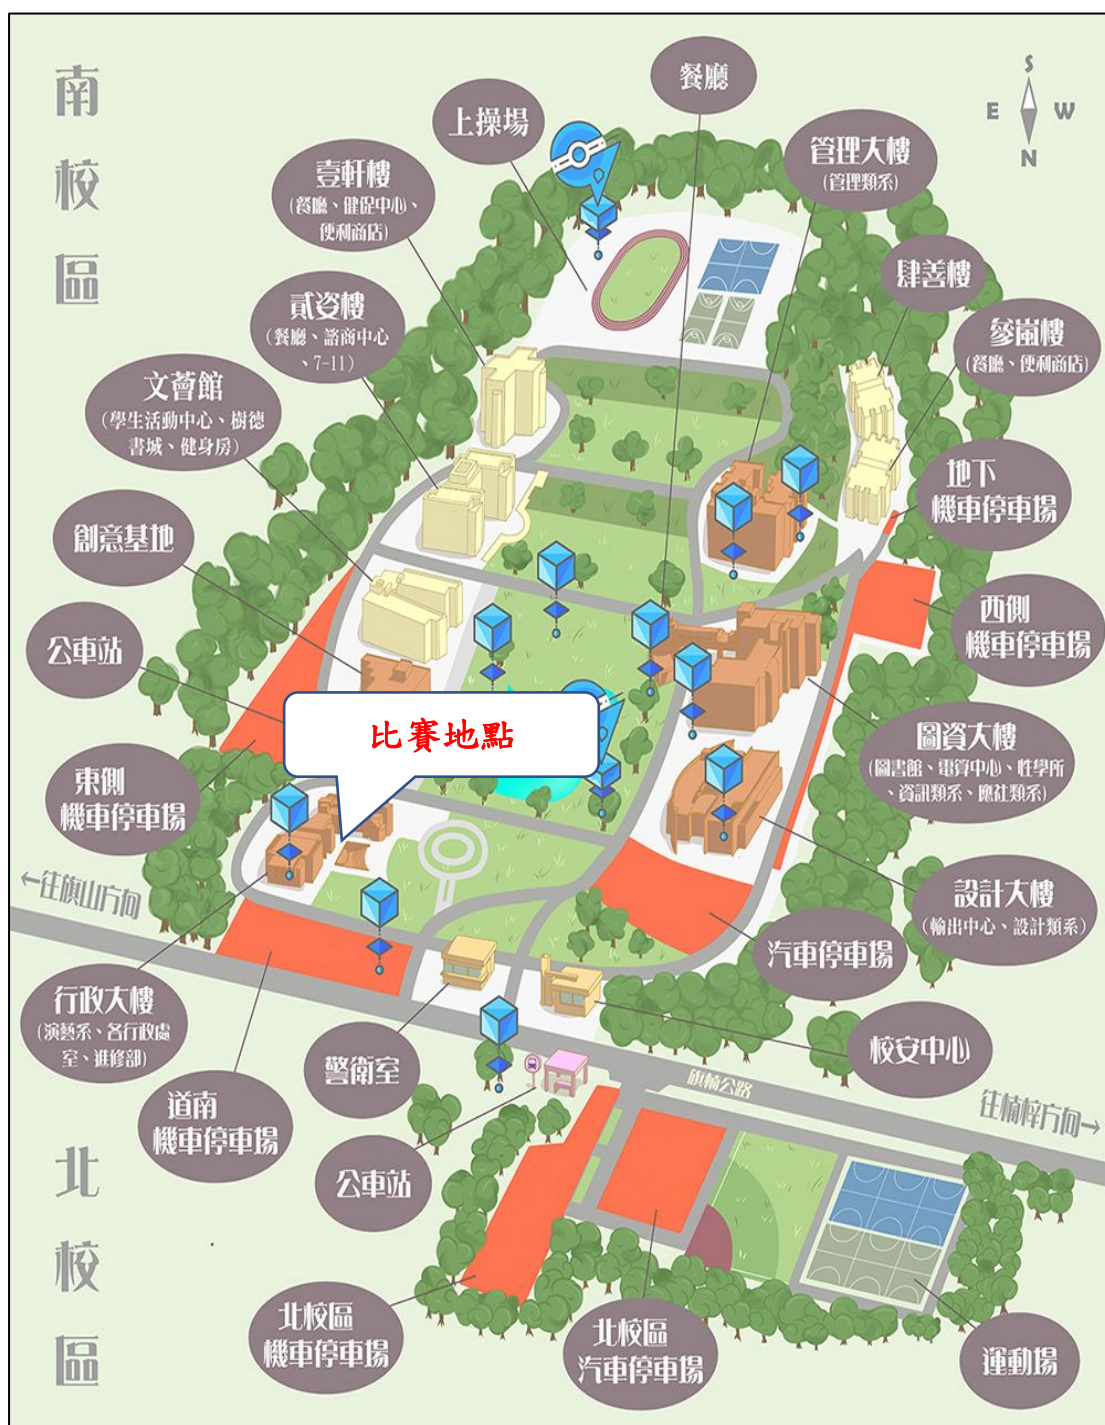 南
校
區
S
E
W
N
餐廳
上操場
管理大樓
(管理類系)
壹軒樓
(餐廳、健促中心、
便利商店)
肆善樓
貳姿樓
(餐廳、諮商中心
、7-11)
參嵐樓
(餐廳、便利商店)
文薈館
(學生活動中心、樹德
書城、健身房)
地下
機車停車場
創意基地
西側
機車停車場
公車站
比賽地點
圖資大樓
(圖書館、電算中心、性學所
、資訊類系、應社類系)
東側
機車停車場
←往旗山方向
設計大樓
(輸出中心、設計類系)
汽車停車場
行政大樓
(演藝系、各行政處
室、進修部)
警衛室
校安中心
旗楠公路
往楠梓方向→
道南
機車停車場
公車站
北
校
區
北校區
機車停車場
北校區
汽車停車場
運動場